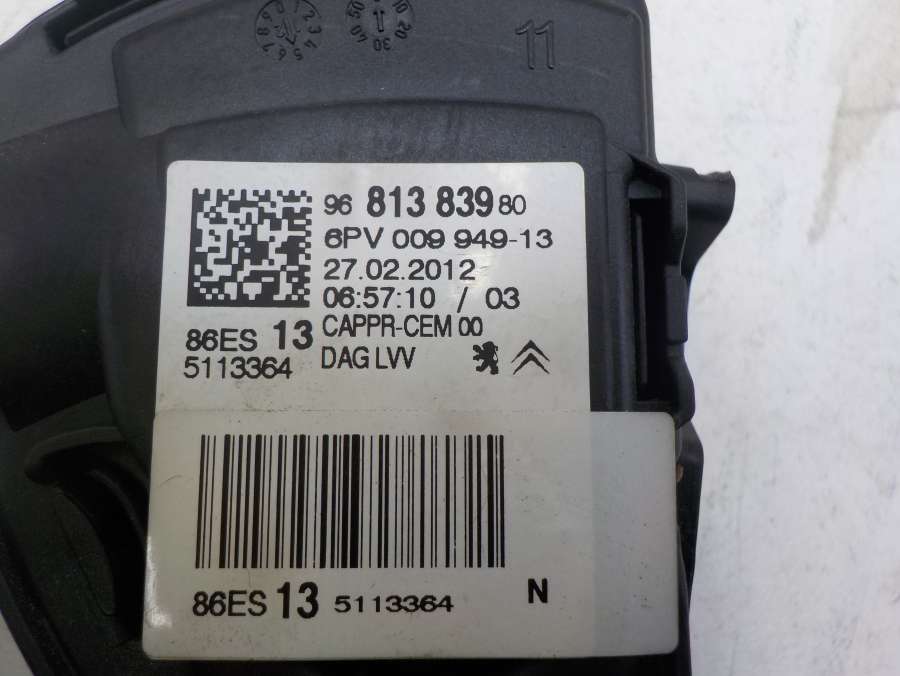 11
96 813 839 80
6PV 009 949-13
27.02.2012
06:57:10 / 03
CAPPR-CEM 00
DAG LVV
86ES 13
5113364
86ES 13 5113364 N